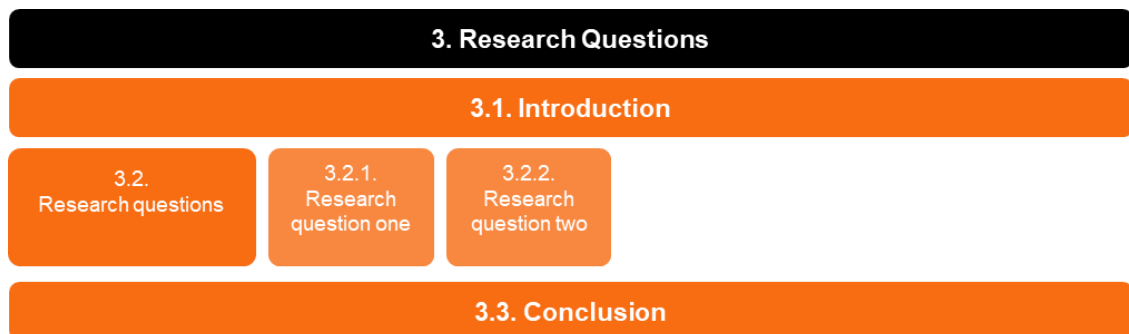 3. Research Questions
3.1. Introduction
3.2.
Research questions
3.2.1.
Research
question one
3.2.2.
Research
question two
3.3. Conclusion